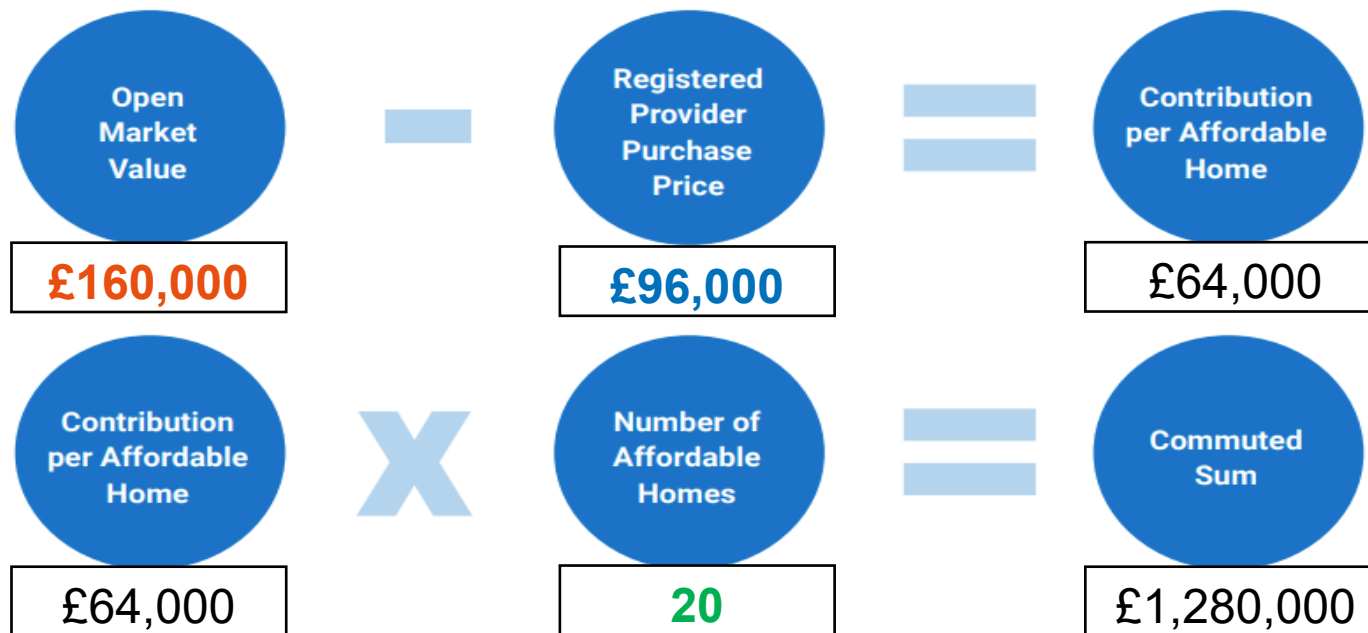 Open
Market
Value
Registered
Provider
Purchase
Price
Contribution
per Affordable
Home
£160,000
£96,000
£64,000
Contribution
per Affordable
Home
X
Number of
Affordable
Homes
Commuted
Sum
£64,000
20
£1,280,000